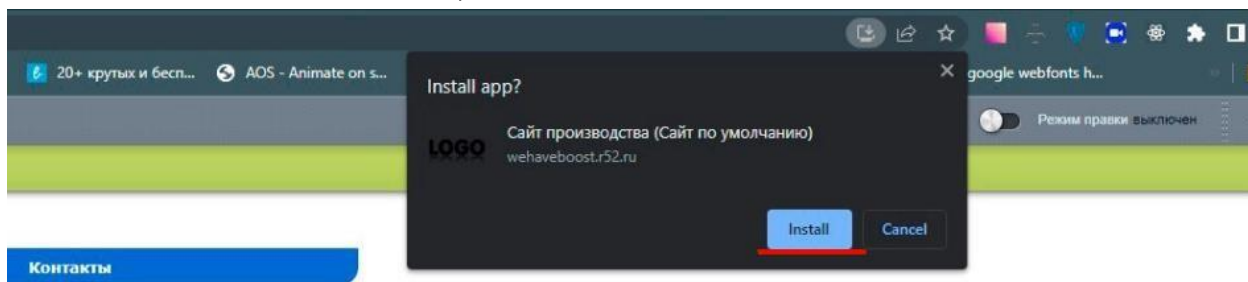 20+ крутых и бесп...
AOS - Animate on s...
google webfonts h...
Install app?
Режим правки выключен
Сайт производства (Сайт по умолчанию)
LOGO
wehaveboost.r52.ru
Install
Cancel
Контакты